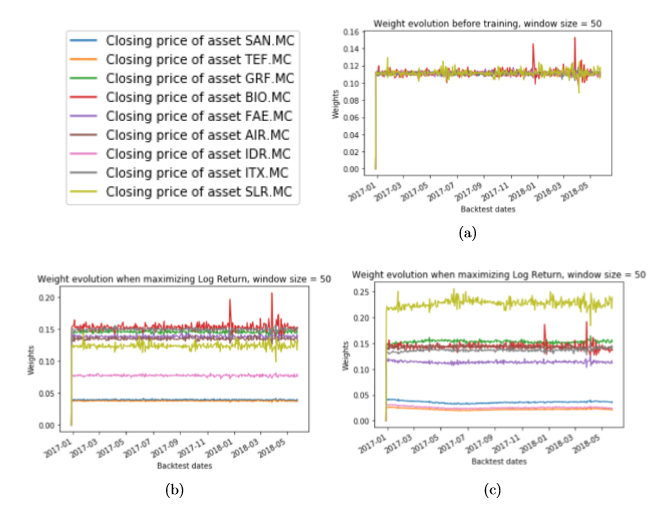 Closing price of asset SAN.MC
Closing price of asset TEF.MC
Closing price of asset GRF.MC
Closing price of asset BIO.MC
Closing price of asset FAE.MC
Closing price of asset AIR.MC
Closing price of asset IDR.MC
Closing price of asset ITX.MC
Closing price of asset SLR.MC
Weight evolution before training, window size = 50
0.16
0.14
0.12
0.10
0.08
0.06
0.04
0.02
0.00
Weights
2017-01 2017-03 2017-05 2017-07 2017-09 2017-11 2018-01 2018-03 2018-05
Backtest dates
(a)
Weight evolution when maximizing Log Return, window size = 50
0.20
0.15
0.10
0.05
0.00
Weights
2017-01 2017-03 2017-05 2017-07 2017-09 2017-11 2018-01 2018-03 2018-05
Backtest dates
(b)
Weight evolution when maximizing Log Return, window size = 50
0.25
0.20
0.15
0.10
0.05
0.00
Weights
2017-01 2017-03 2017-05 2017-07 2017-09 2017-11 2018-01 2018-03 2018-05
Backtest dates
(c)